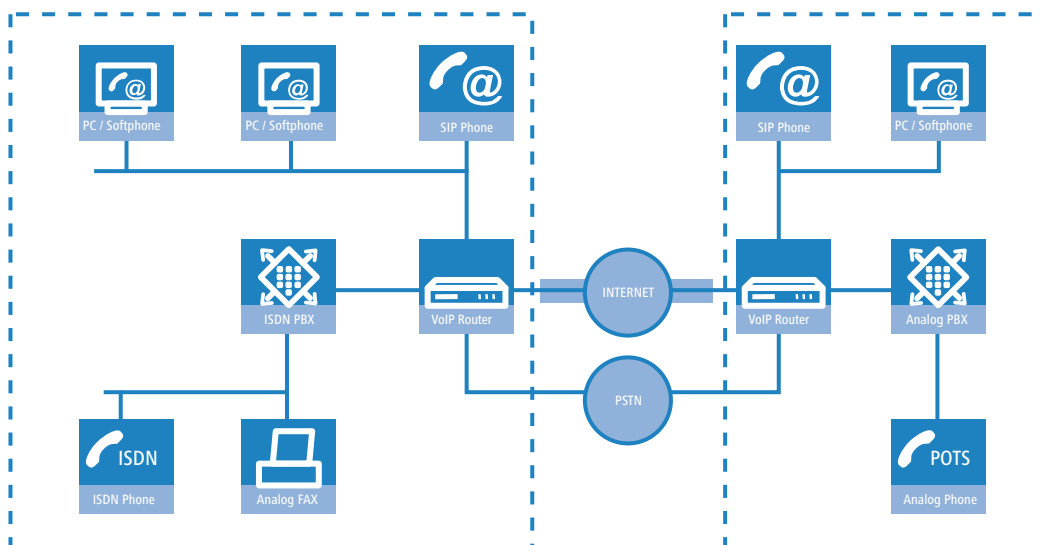 @
PC / Softphone
@
PC / Softphone
@
SIP Phone
@
SIP Phone
@
PC / Softphone
ISDN PBX
VoIP Router
INTERNET
VoIP Router
Analog PBX
PSTN
ISDN
ISDN Phone
Analog FAX
POTS
Analog Phone